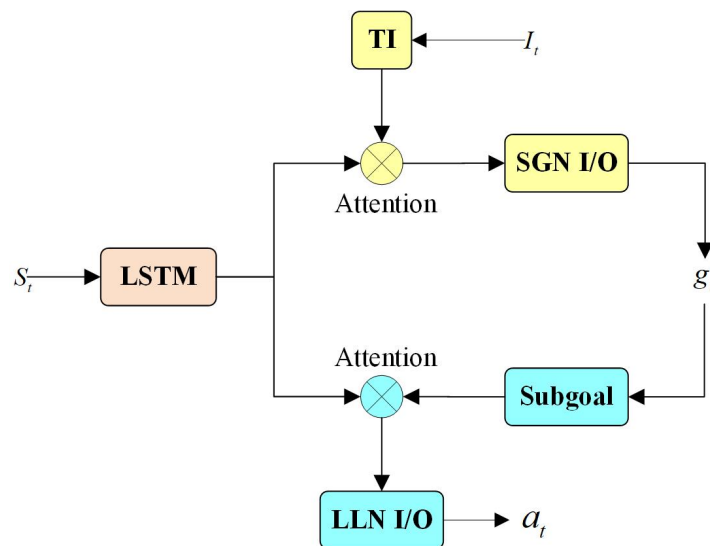 TI
I_t
SGN I/O
Attention
S_t
LSTM
g
Attention
Subgoal
LLN I/O
a_t